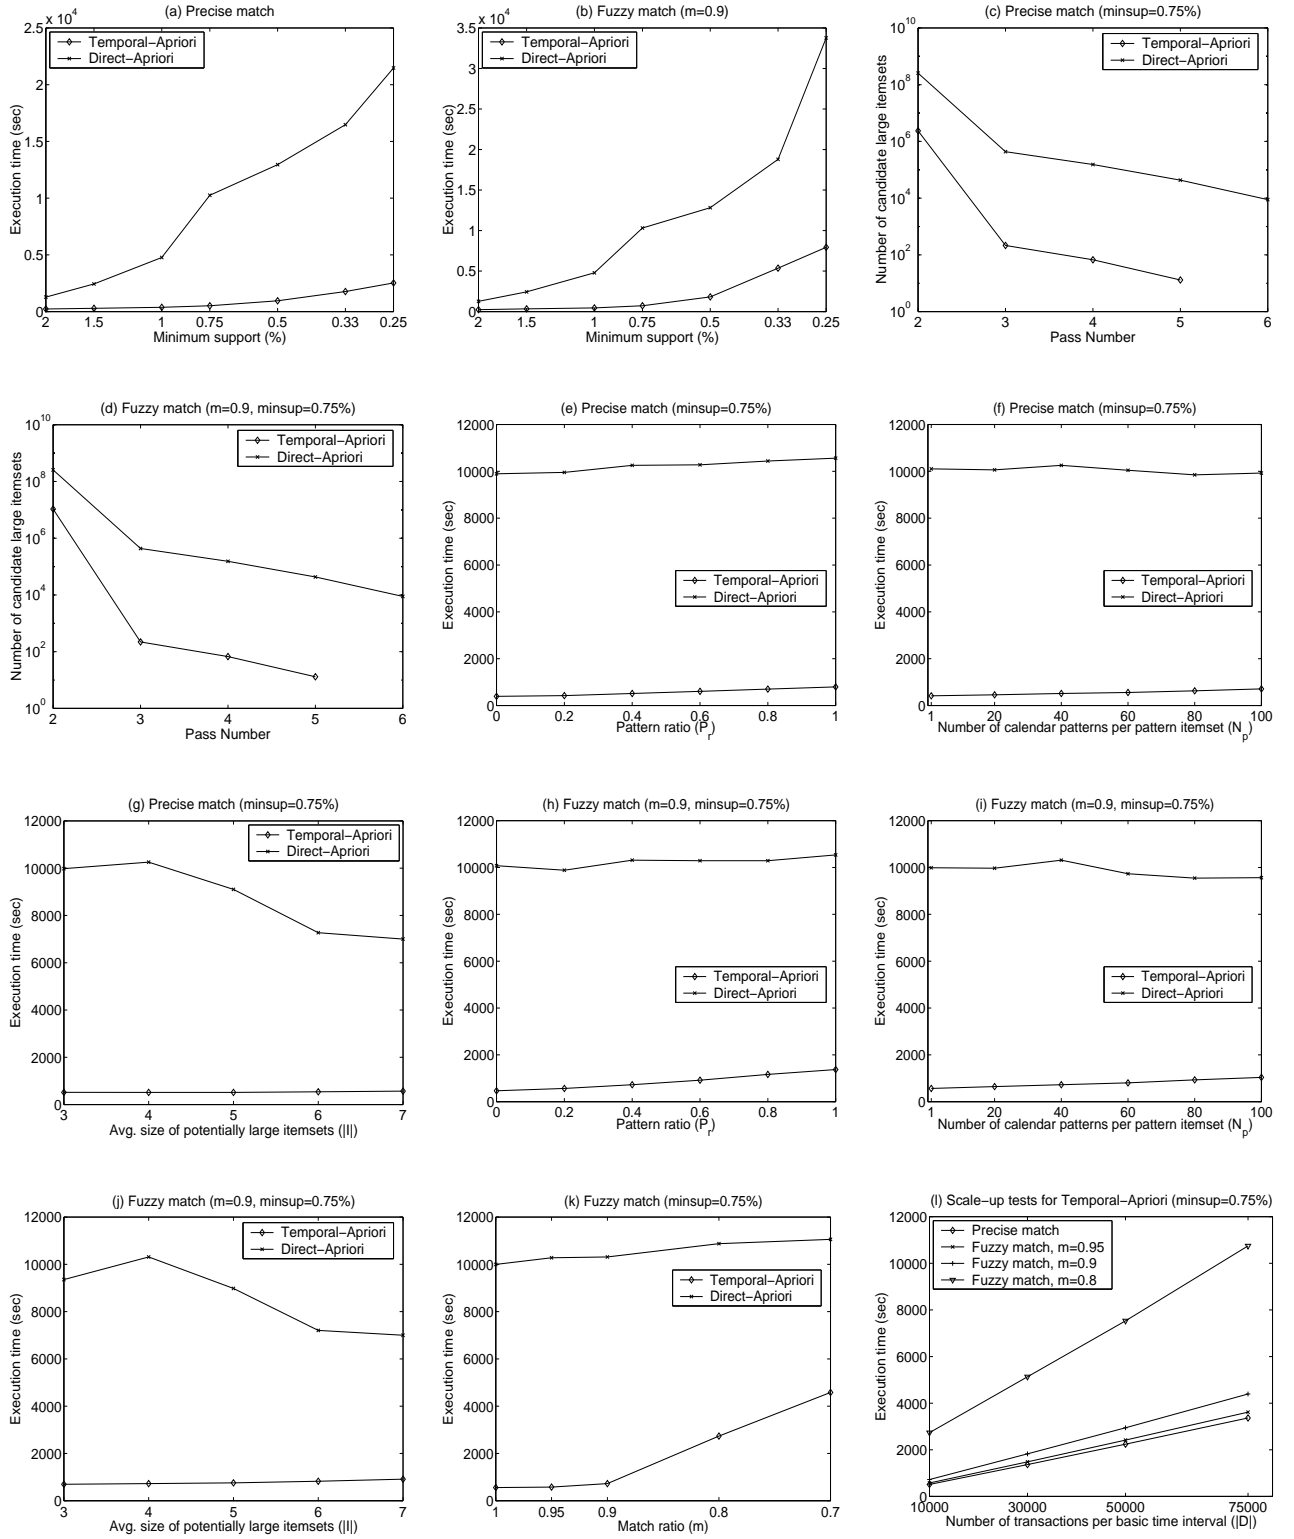 (a) Precise match
x 10^4
2.5
2
1.5
1
0.5
0
Execution time (sec)
Temporal−Apriori
Direct−Apriori
2 1.5 1 0.75 0.5 0.33 0.25
Minimum support (%)
(b) Fuzzy match (m=0.9)
x 10^4
3.5
3
2.5
2
1.5
1
0.5
0
Execution time (sec)
Temporal−Apriori
Direct−Apriori
2 1.5 1 0.75 0.5 0.33 0.25
Minimum support (%)
(c) Precise match (minsup=0.75%)
10^10
10^8
10^6
10^4
10^2
10^0
Number of candidate large itemsets
Temporal−Apriori
Direct−Apriori
2 3 4 5 6
Pass Number
(d) Fuzzy match (m=0.9, minsup=0.75%)
10^10
10^8
10^6
10^4
10^2
10^0
Number of candidate large itemsets
Temporal−Apriori
Direct−Apriori
2 3 4 5 6
Pass Number
(e) Precise match (minsup=0.75%)
12000
10000
8000
6000
4000
2000
0
Execution time (sec)
Temporal−Apriori
Direct−Apriori
0 0.2 0.4 0.6 0.8 1
Pattern ratio (P_r)
(f) Precise match (minsup=0.75%)
12000
10000
8000
6000
4000
2000
0
Execution time (sec)
Temporal−Apriori
Direct−Apriori
1 20 40 60 80 100
Number of calendar patterns per pattern itemset (N_p)
(g) Precise match (minsup=0.75%)
12000
10000
8000
6000
4000
2000
0
Execution time (sec)
Temporal−Apriori
Direct−Apriori
3 4 5 6 7
Avg. size of potentially large itemsets (|I|)
(h) Fuzzy match (m=0.9, minsup=0.75%)
12000
10000
8000
6000
4000
2000
0
Execution time (sec)
Temporal−Apriori
Direct−Apriori
0 0.2 0.4 0.6 0.8 1
Pattern ratio (P_r)
(i) Fuzzy match (m=0.9, minsup=0.75%)
12000
10000
8000
6000
4000
2000
0
Execution time (sec)
Temporal−Apriori
Direct−Apriori
1 20 40 60 80 100
Number of calendar patterns per pattern itemset (N_p)
(j) Fuzzy match (m=0.9, minsup=0.75%)
12000
10000
8000
6000
4000
2000
0
Execution time (sec)
Temporal−Apriori
Direct−Apriori
3 4 5 6 7
Avg. size of potentially large itemsets (|I|)
(k) Fuzzy match (minsup=0.75%)
12000
10000
8000
6000
4000
2000
0
Execution time (sec)
Temporal−Apriori
Direct−Apriori
1 0.95 0.9 0.8 0.7
Match ratio (m)
(l) Scale−up tests for Temporal−Apriori (minsup=0.75%)
12000
10000
8000
6000
4000
2000
0
Execution time (sec)
Precise match
Fuzzy match, m=0.95
Fuzzy match, m=0.9
Fuzzy match, m=0.8
10000 30000 50000 75000
Number of transactions per basic time interval (|D|)